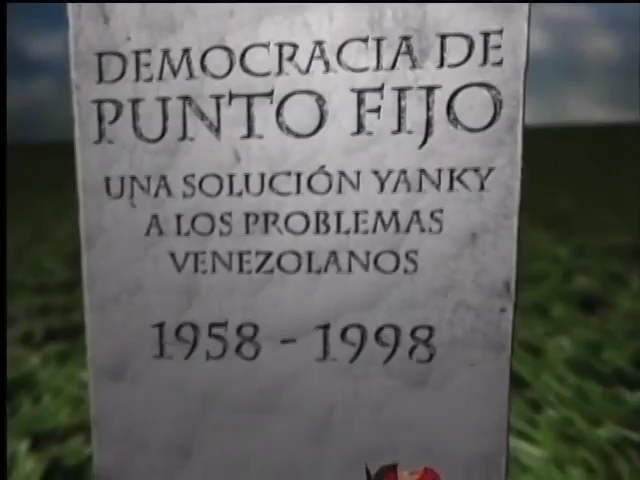 DEMOCRACIA DE
PUNTO FIJO
UNA SOLUCIÓN YANKY
A LOS PROBLEMAS
VENEZOLANOS
1958 - 1998